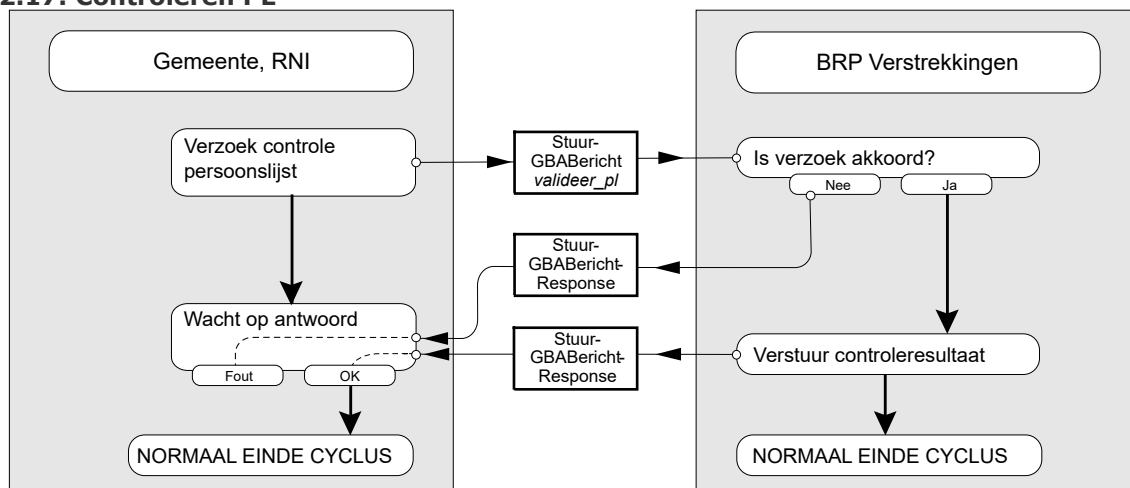 2.17. Controleren PL
Gemeente, RNI
BRP Verstrekkingen
Verzoek controle
persoonslijst
Stuur-
GBABericht
valideer_pl
Is verzoek akkoord?
Nee
Ja
Stuur-
GBABericht-
Response
Wacht op antwoord
Fout
OK
Stuur-
GBABericht-
Response
Verstuur controleresultaat
NORMAAL EINDE CYCLUS
NORMAAL EINDE CYCLUS